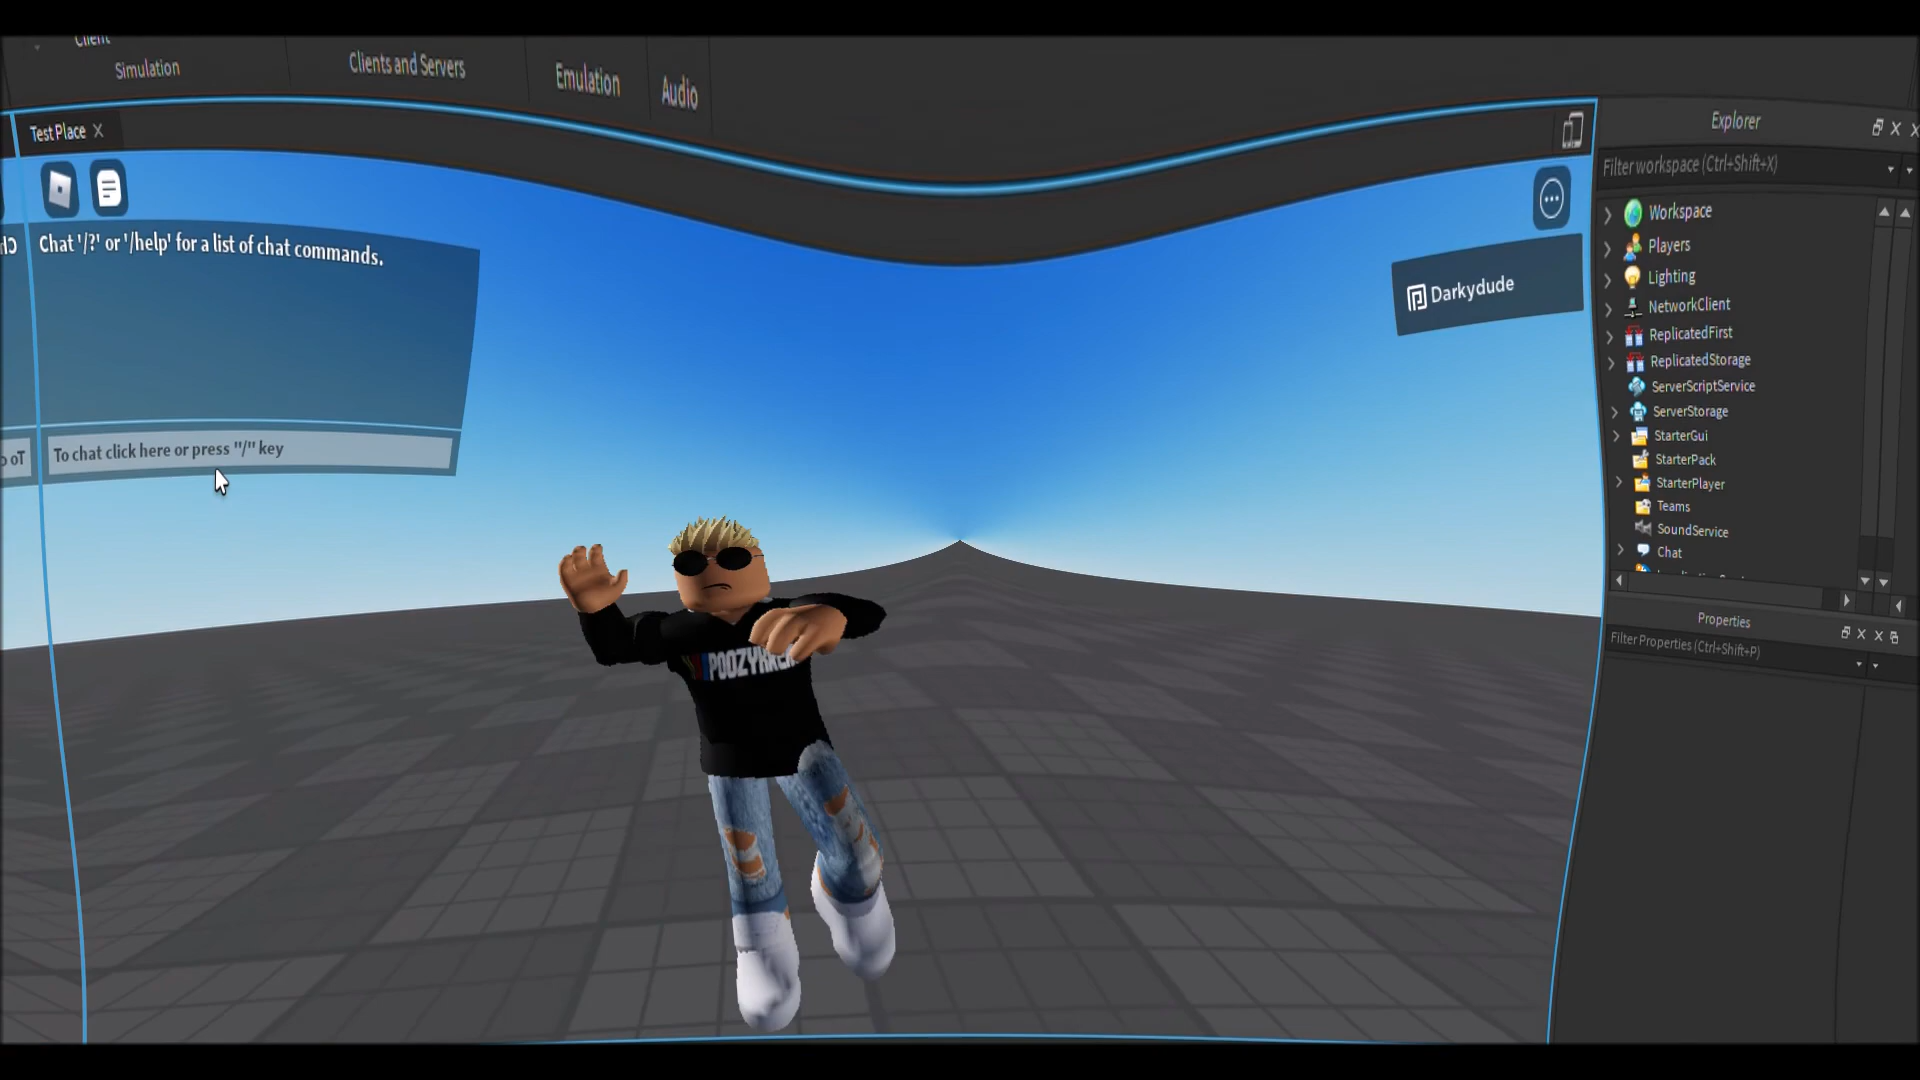 Client
Simulation
Clients and Servers
Emulation
Audio
Test Place X
Explorer
Filter workspace (Ctrl+Shift+X)
Chat '/?' or '/help' for a list of chat commands.
Darkydude
To chat click here or press "/" key
Workspace
Players
Lighting
NetworkClient
ReplicatedFirst
ReplicatedStorage
ServerScriptService
ServerStorage
StarterGui
StarterPack
StarterPlayer
Teams
SoundService
Chat
Properties
Filter Properties (Ctrl+Shift+P)